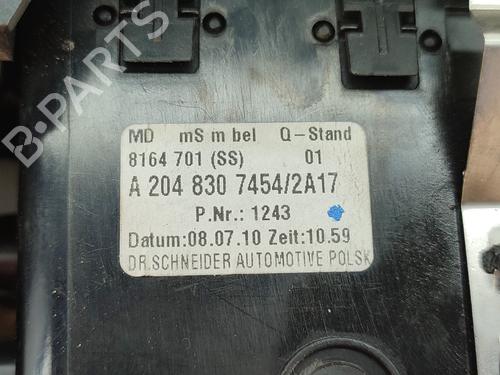 MD mS m bel Q-Stand
8164 701 (SS) 01
A 204 830 7454/2A17
P.Nr.: 1243
Datum:08.07.10 Zeit:10.59
DR.SCHNEIDER AUTOMOTIVE POLSK
B-PARTS